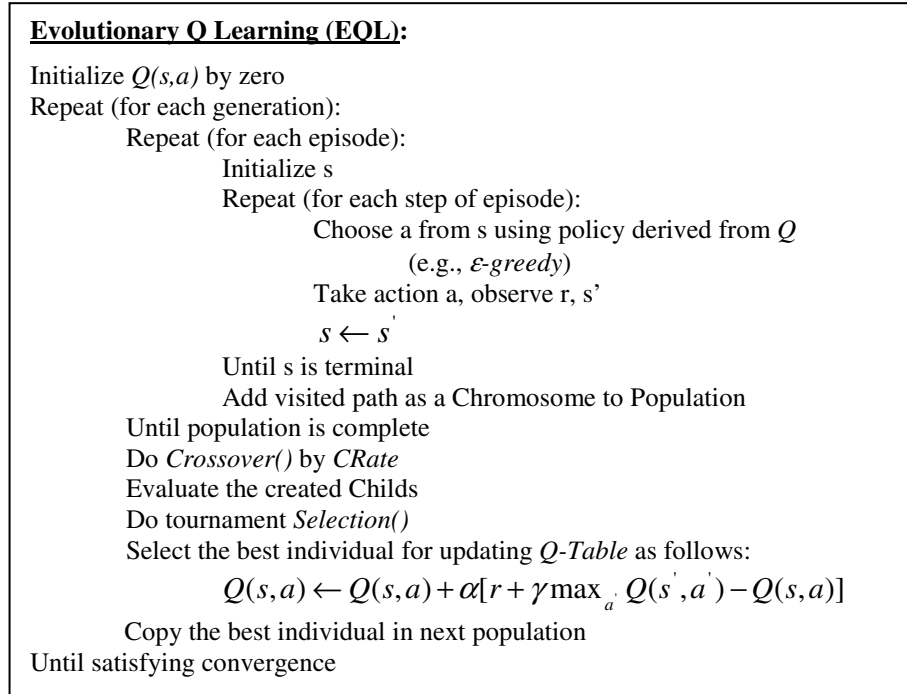 Evolutionary Q Learning (EQL):
Initialize Q(s,a) by zero
Repeat (for each generation):
Repeat (for each episode):
Initialize s
Repeat (for each step of episode):
Choose a from s using policy derived from Q
(e.g., ε-greedy)
Take action a, observe r, s’
s ← s'
Until s is terminal
Add visited path as a Chromosome to Population
Until population is complete
Do Crossover() by CRate
Evaluate the created Childs
Do tournament Selection()
Select the best individual for updating Q-Table as follows:
Q(s,a) ← Q(s,a) + α[r + γ max_a' Q(s',a') − Q(s,a)]
Copy the best individual in next population
Until satisfying convergence